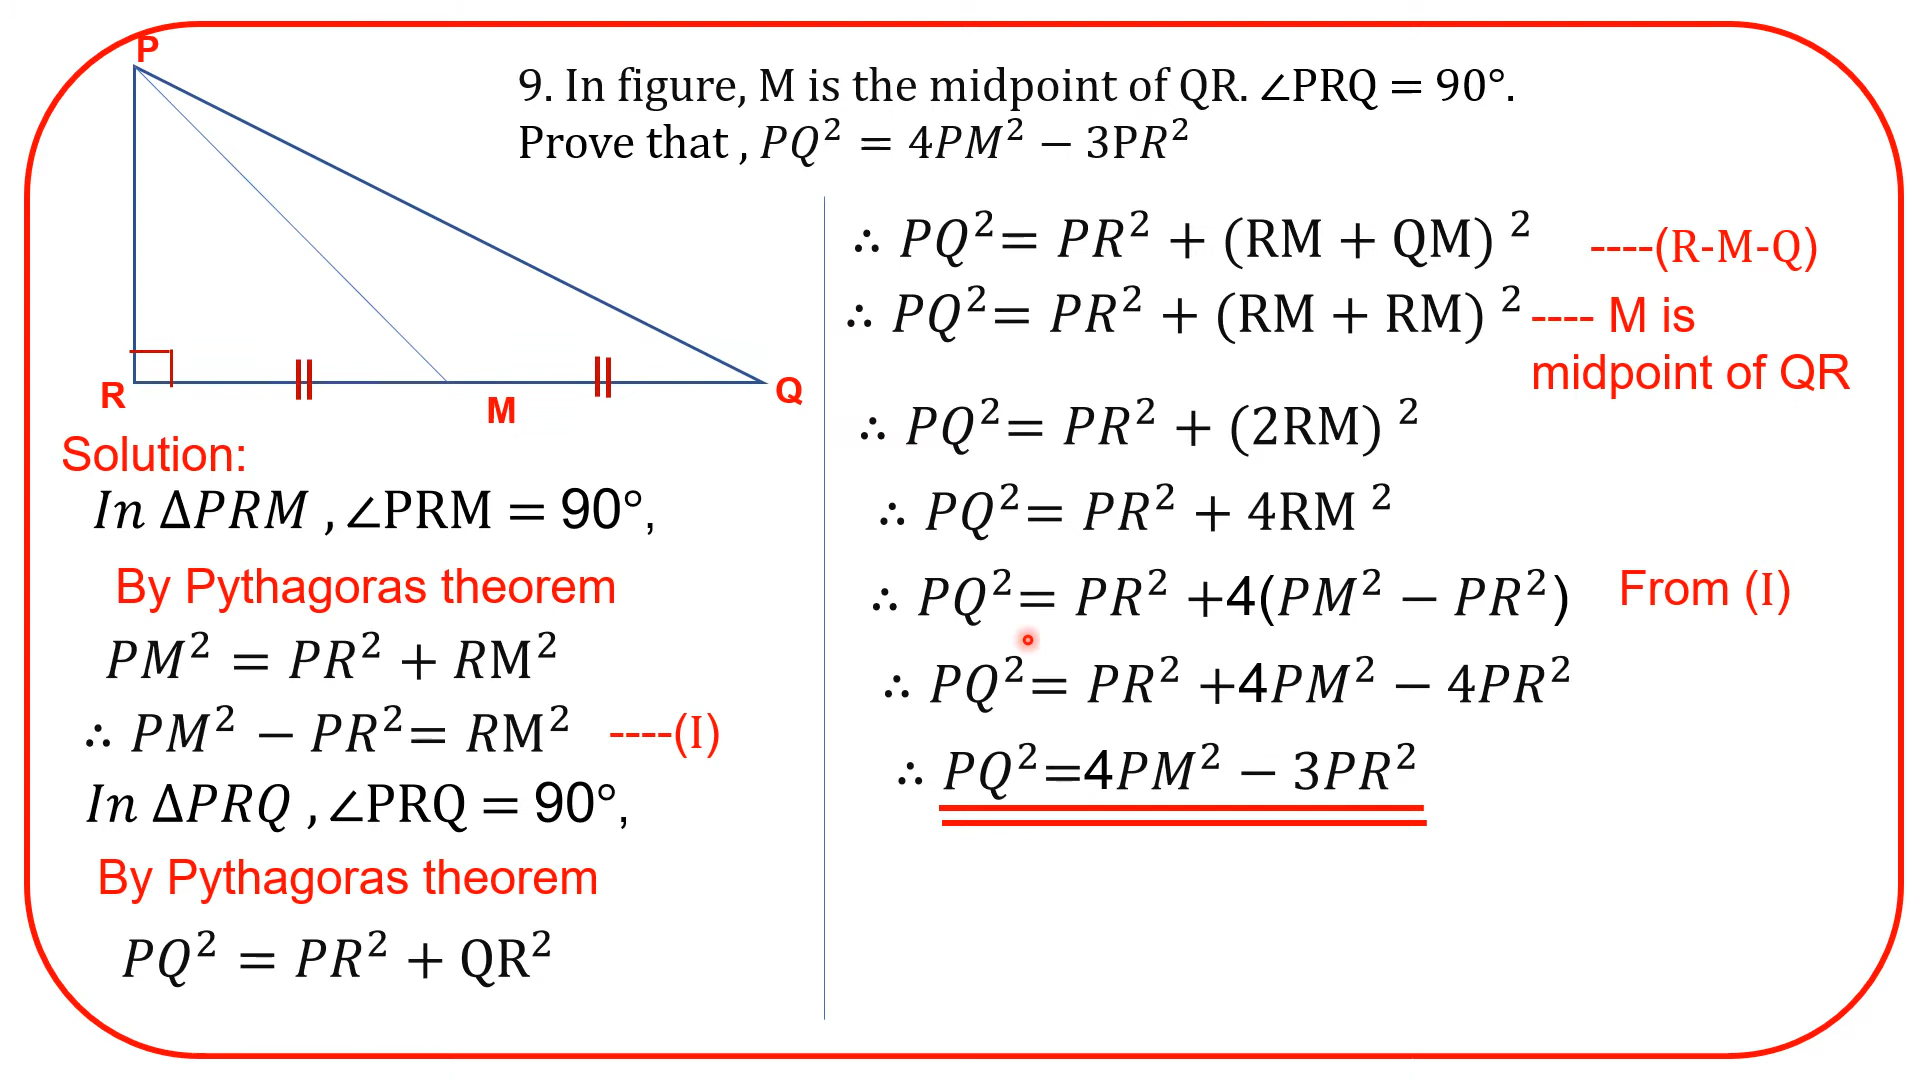 P
R
M
Q
9. In figure, M is the midpoint of QR. ∠PRQ = 90°.
Prove that , PQ² = 4PM² − 3PR²
Solution:
In ΔPRM , ∠PRM = 90°,
By Pythagoras theorem
PM² = PR² + RM²
∴ PM² − PR²= RM² ----(I)
In ΔPRQ , ∠PRQ = 90°,
By Pythagoras theorem
PQ² = PR² + QR²
∴ PQ²= PR² + (RM + QM) ² ----(R-M-Q)
∴ PQ²= PR² + (RM + RM) ² ---- M is
midpoint of QR
∴ PQ²= PR² + (2RM) ²
∴ PQ²= PR² + 4RM ²
∴ PQ²= PR² +4(PM² − PR²) From (I)
∴ PQ²= PR² +4PM² − 4PR²
∴ PQ²=4PM² − 3PR²